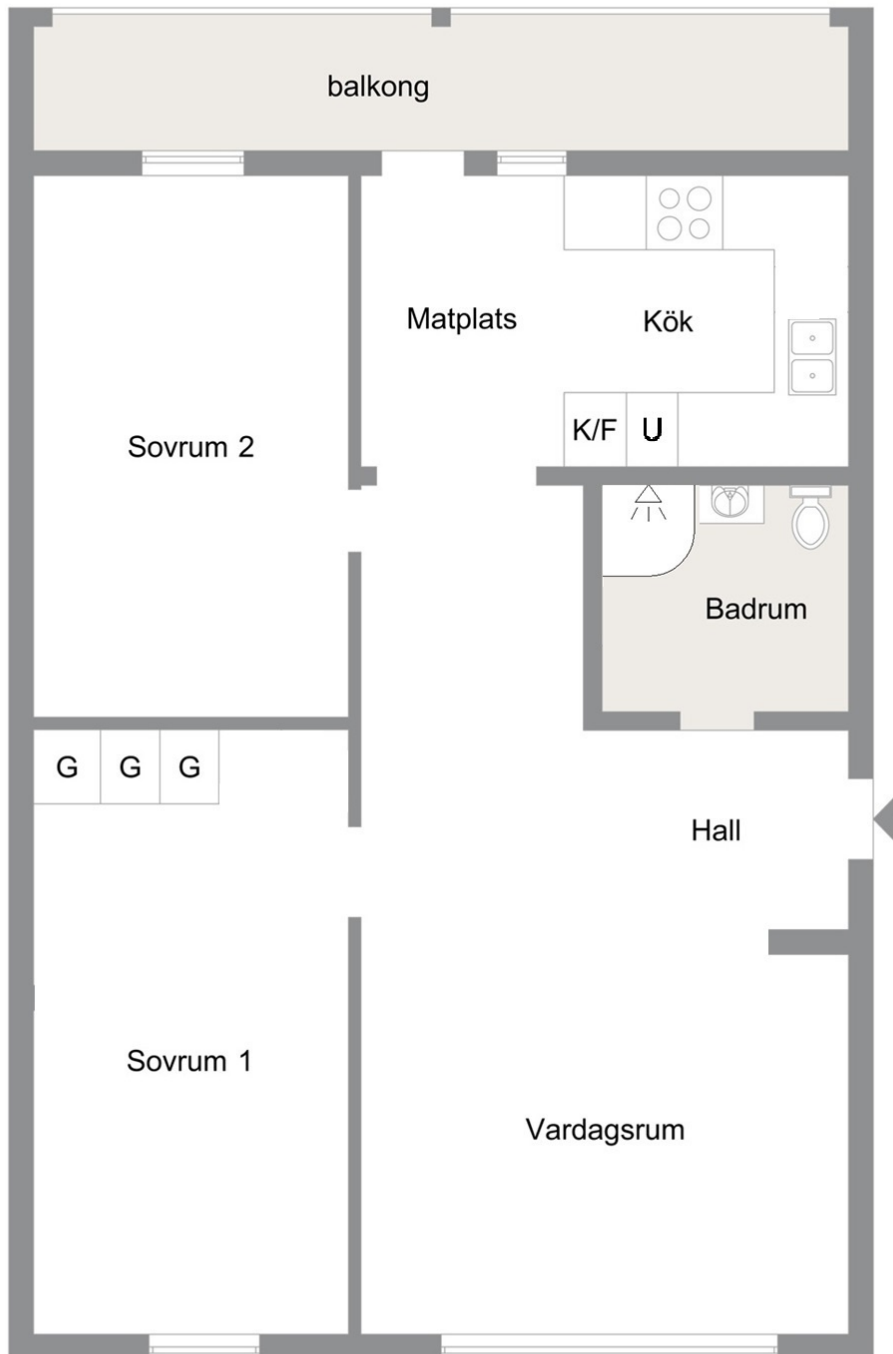 balkong
Matplats
Kök
K/F U
Sovrum 2
Badrum
G G G
Hall
Sovrum 1
Vardagsrum